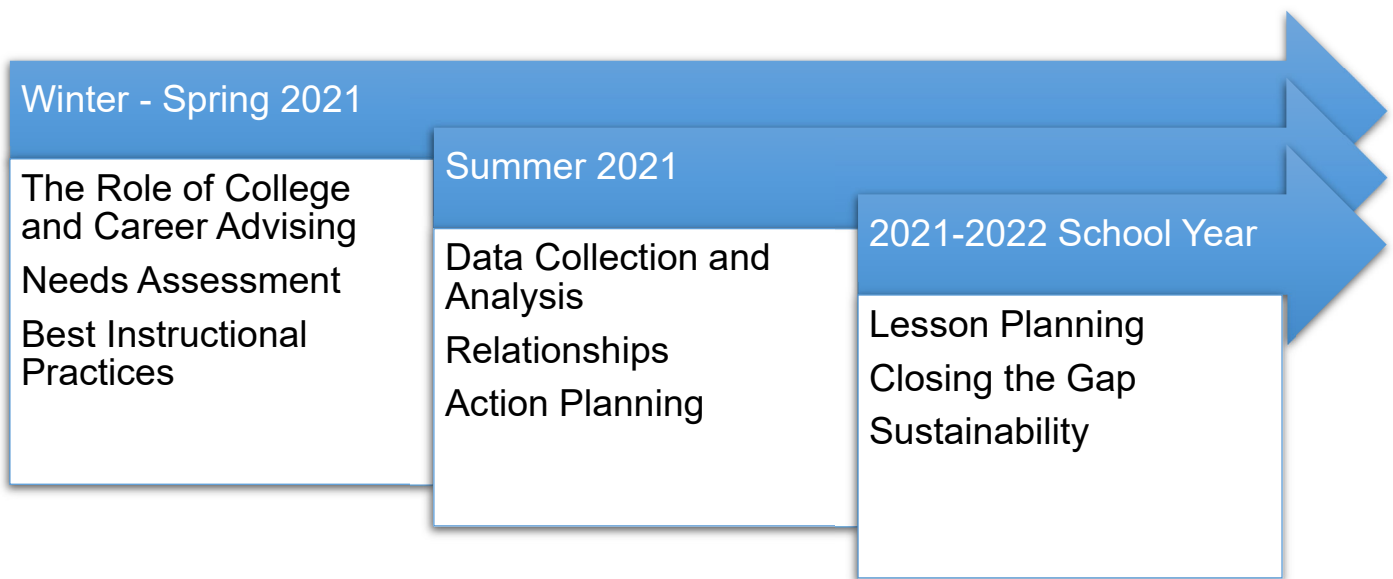 Winter - Spring 2021
The Role of College
and Career Advising
Needs Assessment
Best Instructional
Practices
Summer 2021
Data Collection and
Analysis
Relationships
Action Planning
2021-2022 School Year
Lesson Planning
Closing the Gap
Sustainability